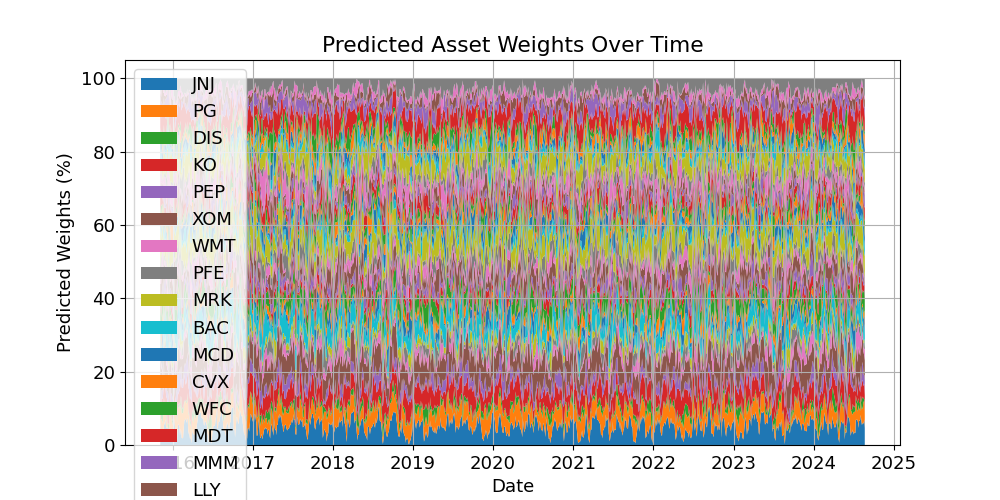 Predicted Asset Weights Over Time
Predicted Weights (%)
100
80
60
40
20
0
JNJ
PG
DIS
KO
PEP
XOM
WMT
PFE
MRK
BAC
MCD
CVX
WFC
MDT
MMM
LLY
2017
2018
2019
2020
2021
2022
2023
2024
2025
Date